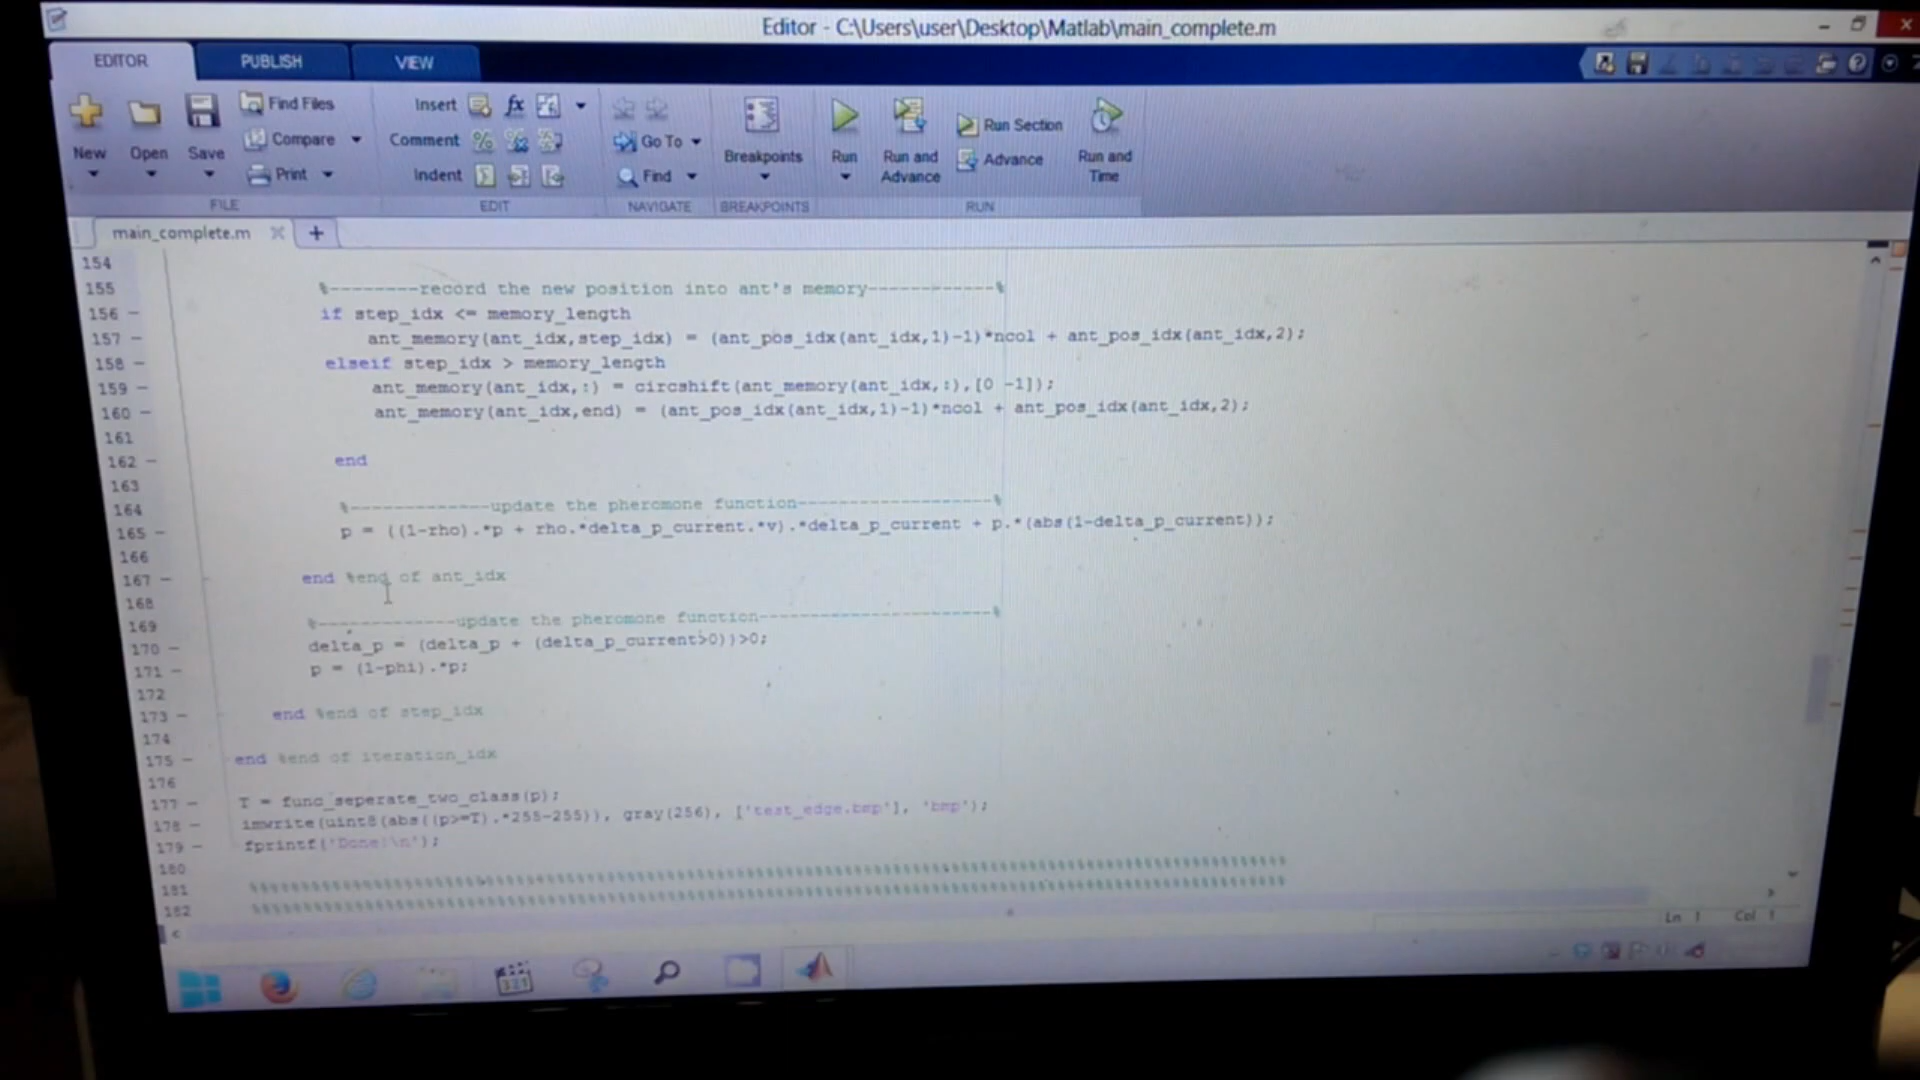 Editor - C:\Users\user\Desktop\Matlab\main_complete.m
EDITOR PUBLISH VIEW
New Open Save Find Files Compare Print
FILE
Insert fx
Comment
Indent
EDIT
Go To
Find
NAVIGATE
Breakpoints
BREAKPOINTS
Run Run and Advance Run Section Advance Run and Time
RUN
main_complete.m
154
155 %--------record the new position into ant's memory------------%
156 if step_idx <= memory_length
157 ant_memory(ant_idx,step_idx) = (ant_pos_idx(ant_idx,1)-1)*ncol + ant_pos_idx(ant_idx,2);
158 elseif step_idx > memory_length
159 ant_memory(ant_idx,:) = circshift(ant_memory(ant_idx,:),[0 -1]);
160 ant_memory(ant_idx,end) = (ant_pos_idx(ant_idx,1)-1)*ncol + ant_pos_idx(ant_idx,2);
161
162 end
163
164 %-------------update the pheromone function-------------------%
165 p = ((1-rho).*p + rho.*delta_p_current.*v).*delta_p_current + p.*(abs(1-delta_p_current));
166
167 end %end of ant_idx
168
169 %-------------update the pheromone function-----------------------%
170 delta_p = (delta_p + (delta_p_current>0))>0;
171 p = (1-phi).*p;
172
173 end %end of step_idx
174
175 end %end of iteration_idx
176
177 T = func_seperate_two_class(p);
178 imwrite(uint8(abs((p>=T).*255-255)), gray(256), ['test_edge.bmp'], 'bmp');
179 fprintf('Done!\n');
180
181
182
Ln 1 Col 1
321